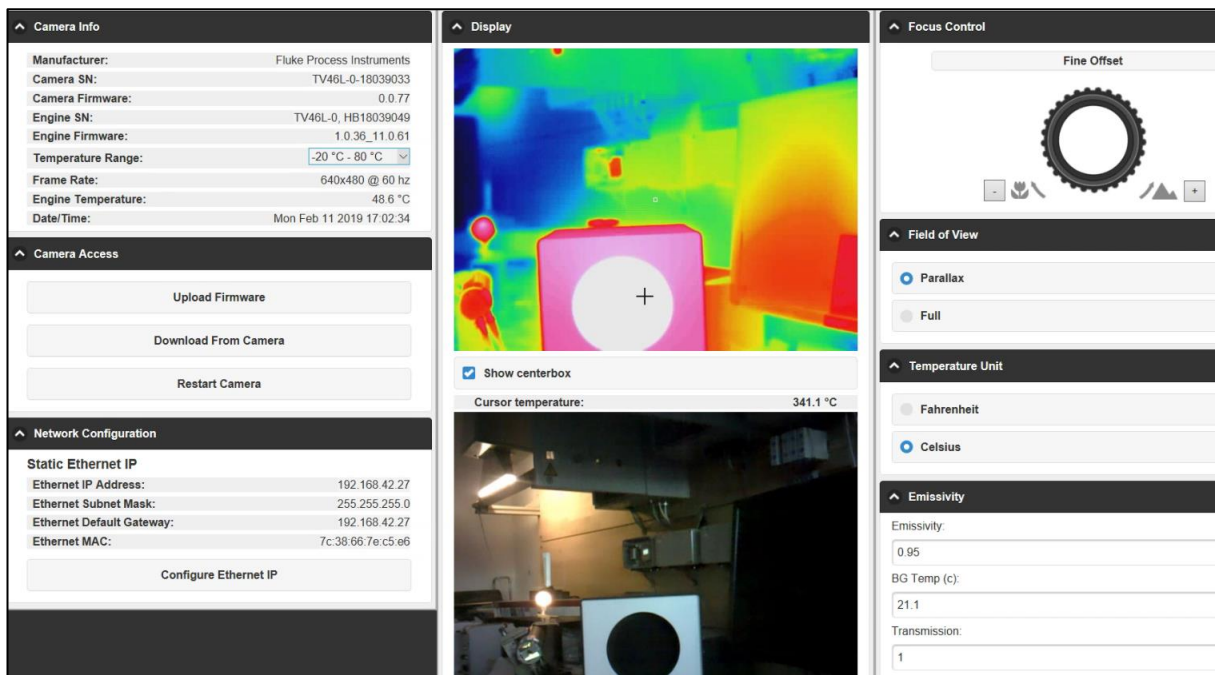 Camera Info
Manufacturer: Fluke Process Instruments
Camera SN: TV46L-0-18039033
Camera Firmware: 0.0.77
Engine SN: TV46L-0, HB18039049
Engine Firmware: 1.0.36_11.0.61
Temperature Range: -20 °C - 80 °C
Frame Rate: 640x480 @ 60 hz
Engine Temperature: 48.6 °C
Date/Time: Mon Feb 11 2019 17:02:34
Camera Access
Upload Firmware
Download From Camera
Restart Camera
Network Configuration
Static Ethernet IP
Ethernet IP Address: 192.168.42.27
Ethernet Subnet Mask: 255.255.255.0
Ethernet Default Gateway: 192.168.42.27
Ethernet MAC: 7c:38:66:7e:c5:e6
Configure Ethernet IP
Display
Show centerbox
Cursor temperature: 341.1 °C
Focus Control
Fine Offset
- +
Field of View
Parallax
Full
Temperature Unit
Fahrenheit
Celsius
Emissivity
Emissivity:
0.95
BG Temp (c):
21.1
Transmission:
1